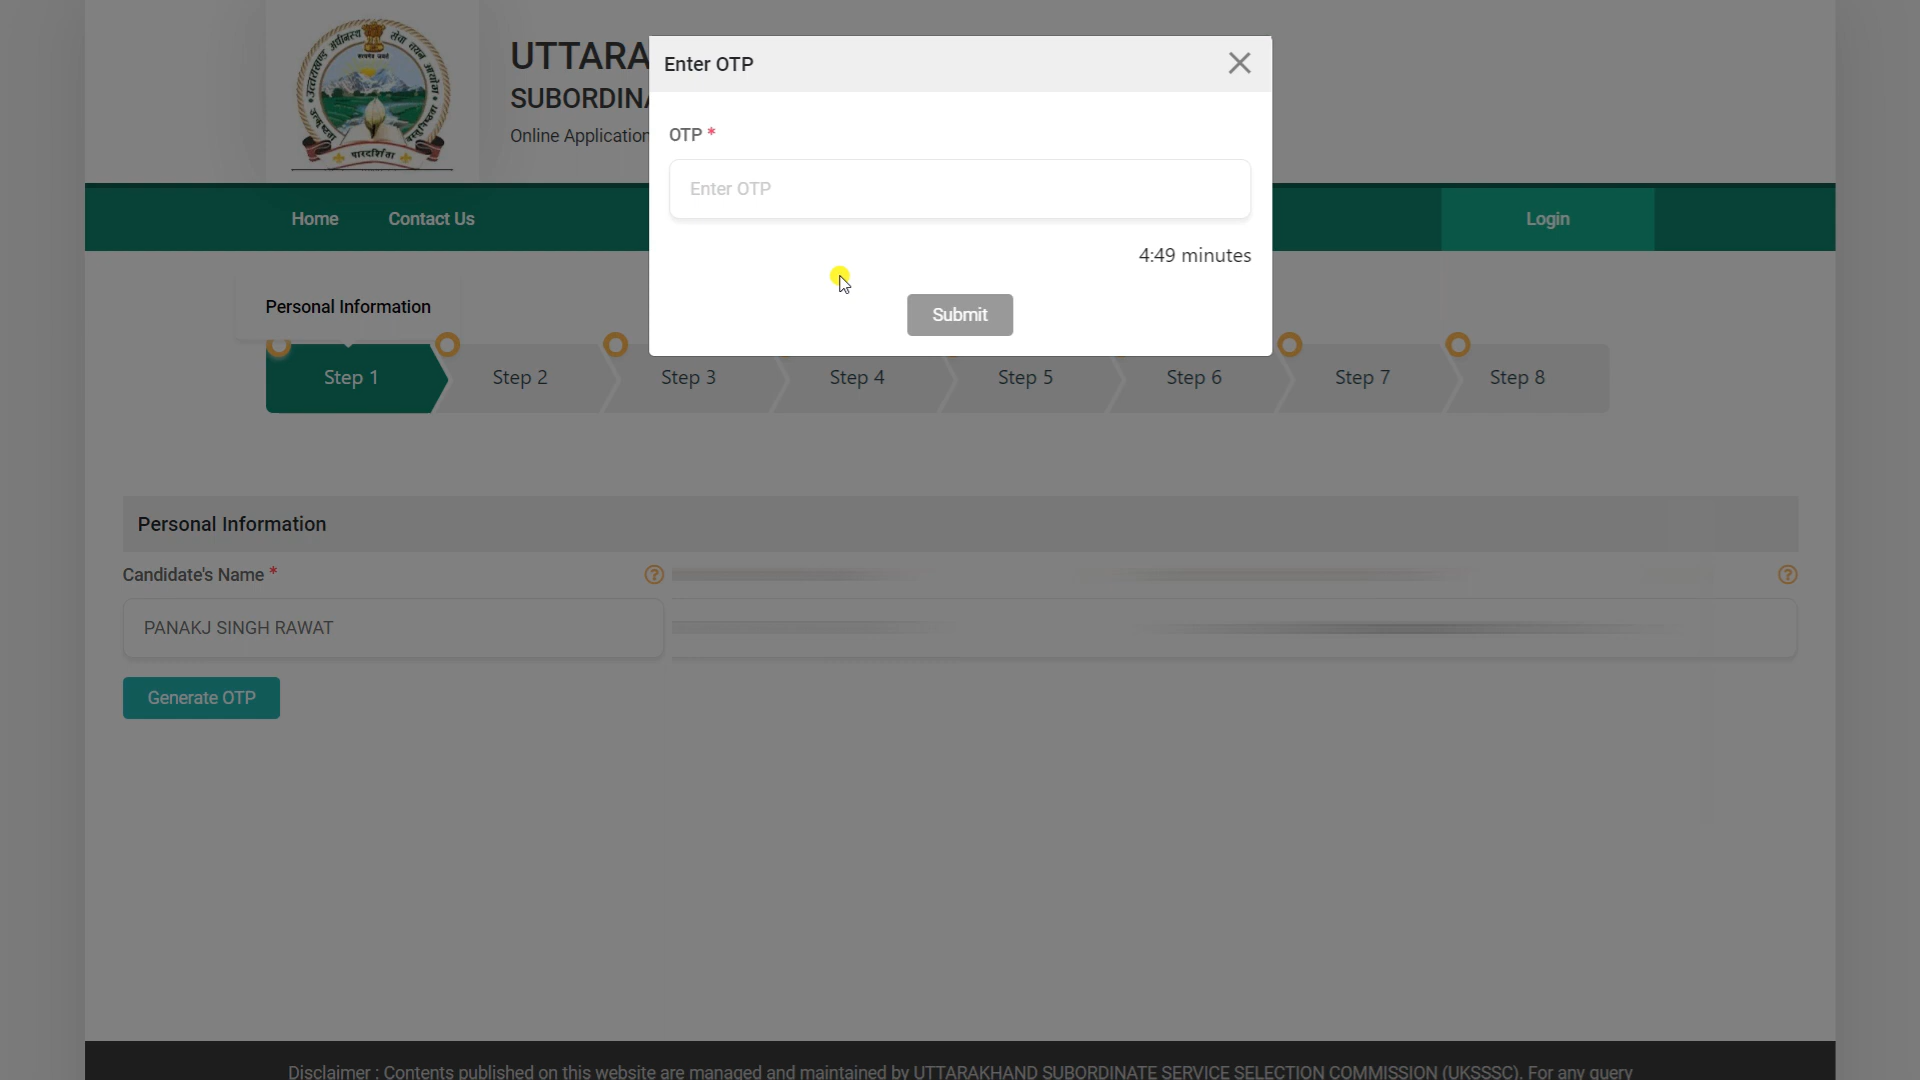 UTTARA
SUBORDINA
Online Application
पारदर्शिता
Enter OTP
OTP *
Enter OTP
4:49 minutes
Submit
Home
Contact Us
Login
Personal Information
Step 1
Step 2
Step 3
Step 4
Step 5
Step 6
Step 7
Step 8
Personal Information
Candidate's Name *
PANAKJ SINGH RAWAT
Generate OTP
Disclaimer : Contents published on this website are managed and maintained by UTTARAKHAND SUBORDINATE SERVICE SELECTION COMMISSION (UKSSSC). For any query